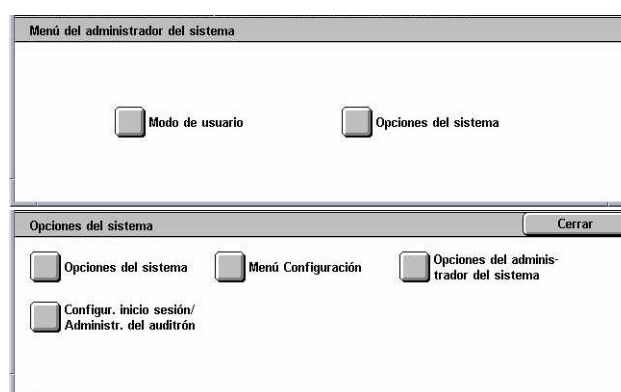 Menú del administrador del sistema
Modo de usuario
Opciones del sistema
Opciones del sistema
Cerrar
Opciones del sistema
Menú Configuración
Opciones del adminis-
trador del sistema
Configur. inicio sesión/
Administr. del auditrón